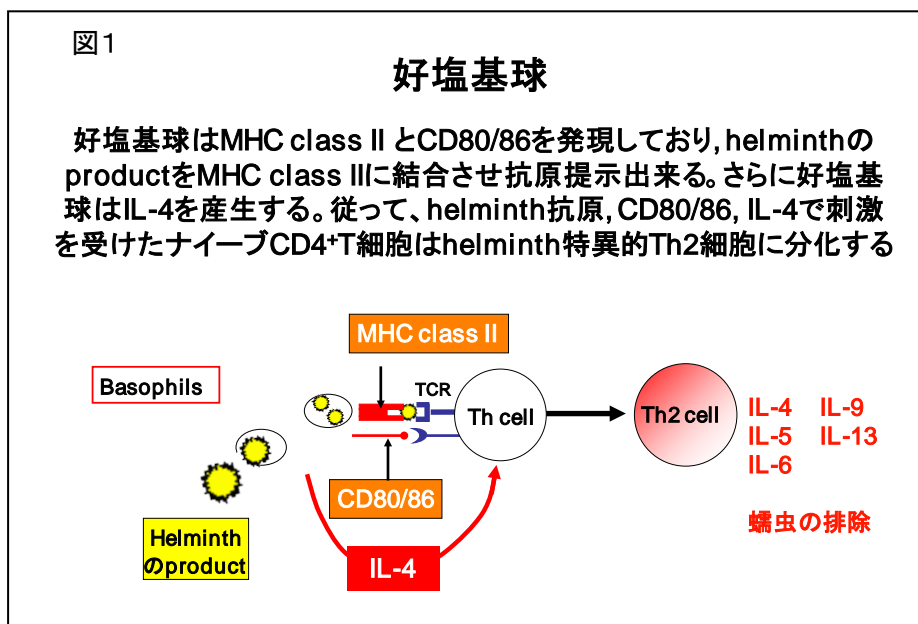 図1
好塩基球
好塩基球はMHC class II とCD80/86を発現しており, helminthの
productをMHC class IIに結合させ抗原提示出来る。さらに好塩基
球はIL-4を産生する。従って、helminth抗原, CD80/86, IL-4で刺激
を受けたナイーブCD4+T細胞はhelminth特異的Th2細胞に分化する
MHC class II
Basophils
TCR
Th cell
Th2 cell
IL-4 IL-9
IL-5 IL-13
IL-6
CD80/86
蠕虫の排除
Helminth
のproduct
IL-4